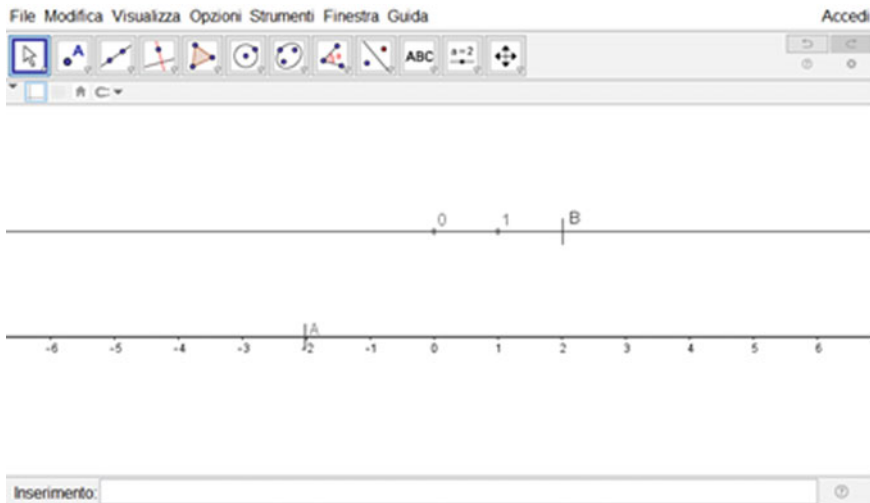 File Modifica Visualizza Opzioni Strumenti Finestra Guida Accedi
A ABC a=2
0 1 B
A
-6 -5 -4 -3 -2 -1 0 1 2 3 4 5 6
Inserimento: